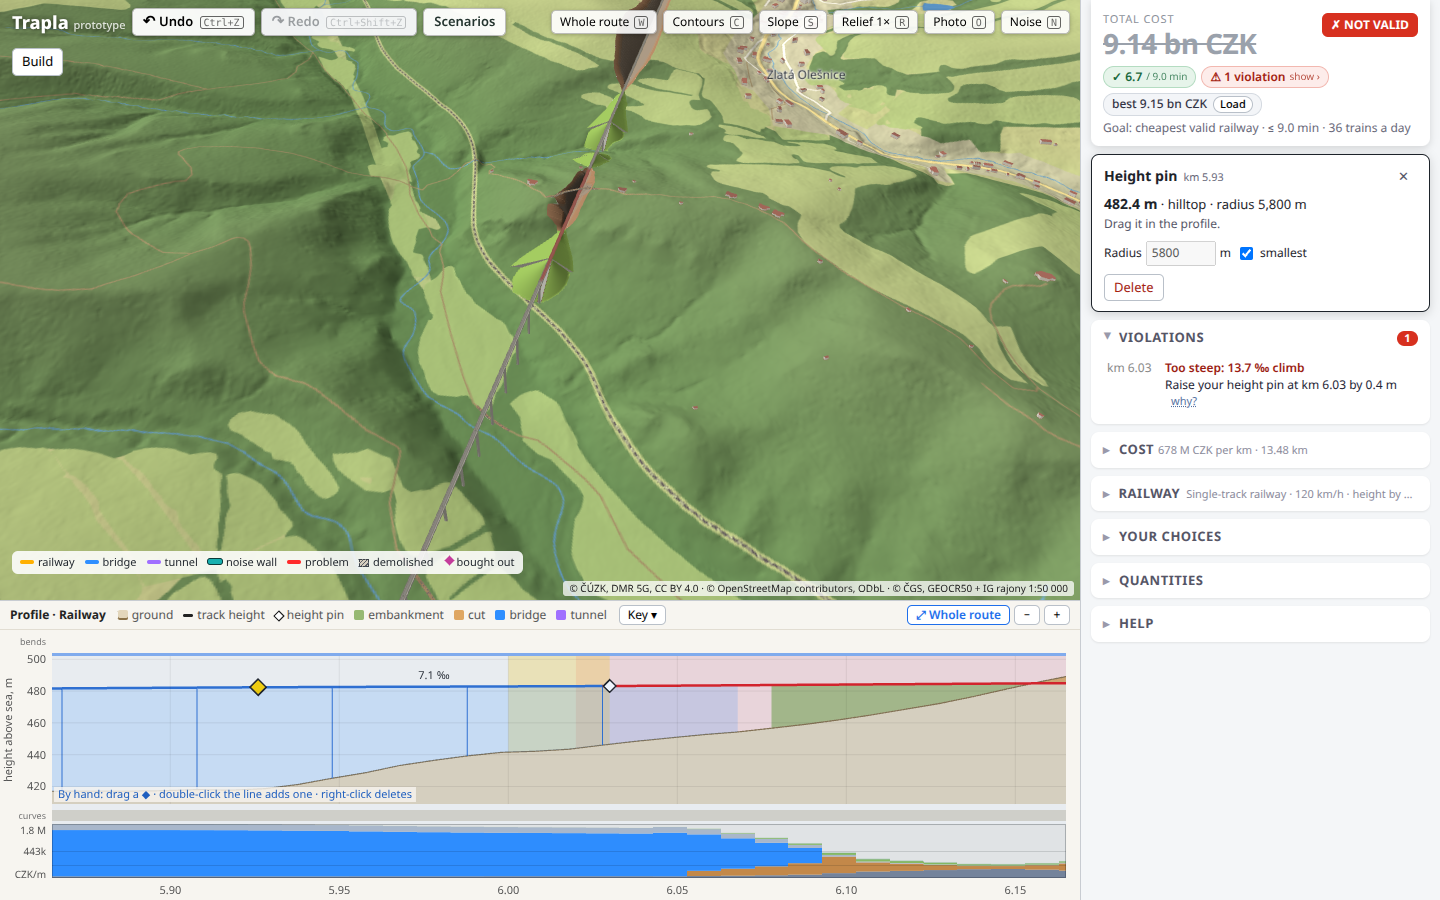 Trapla prototype
↶ Undo Ctrl+Z
↷ Redo Ctrl+Shift+Z
Scenarios
Whole route W
Contours C
Slope S
Relief 1× R
Photo O
Noise N
Build
Zlatá Olešnice
railway bridge tunnel noise wall problem demolished bought out
© ČÚZK, DMR 5G, CC BY 4.0 · © OpenStreetMap contributors, ODbL · © ČGS, GEOCR50 + IG rajony 1:50 000
Profile · Railway ground track height height pin embankment cut bridge tunnel Key ▾
⤢ Whole route − +
bends
500
480
460
440
420
height above sea, m
7.1 ‰
By hand: drag a ◆ · double-click the line adds one · right-click deletes
curves
1.8 M
443k
CZK/m
5.90 5.95 6.00 6.05 6.10 6.15
TOTAL COST
9.14 bn CZK
✗ NOT VALID
✓ 6.7 / 9.0 min
⚠ 1 violation show ›
best 9.15 bn CZK Load
Goal: cheapest valid railway · ≤ 9.0 min · 36 trains a day
Height pin km 5.93 ✕
482.4 m · hilltop · radius 5,800 m
Drag it in the profile.
Radius 5800 m smallest
Delete
▼ VIOLATIONS 1
km 6.03 Too steep: 13.7 ‰ climb
Raise your height pin at km 6.03 by 0.4 m
why?
▶ COST 678 M CZK per km · 13.48 km
▶ RAILWAY Single-track railway · 120 km/h · height by ...
▶ YOUR CHOICES
▶ QUANTITIES
▶ HELP